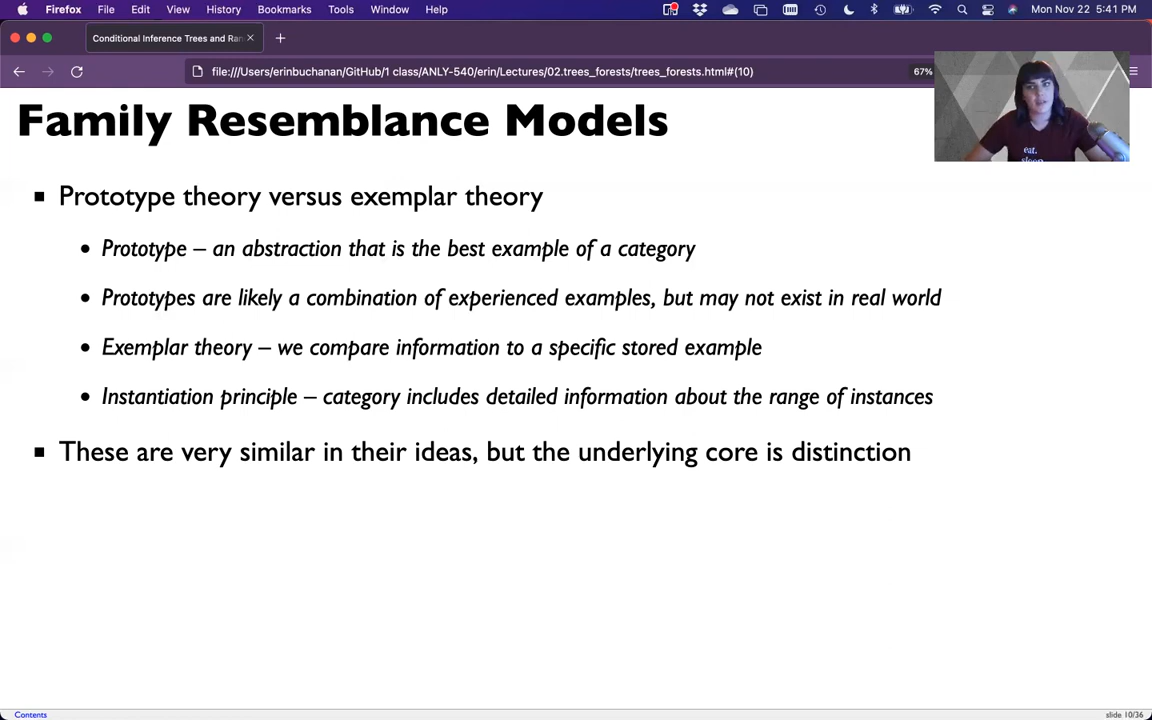 Firefox File Edit View History Bookmarks Tools Window Help Mon Nov 22 5:41 PM
Conditional Inference Trees and Ran
file:///Users/erinbuchanan/GitHub/1 class/ANLY-540/erin/Lectures/02.trees_forests/trees_forests.html#(10) 67%
Family Resemblance Models
eat.
sleep
Prototype theory versus exemplar theory
Prototype – an abstraction that is the best example of a category
Prototypes are likely a combination of experienced examples, but may not exist in real world
Exemplar theory – we compare information to a specific stored example
Instantiation principle – category includes detailed information about the range of instances
These are very similar in their ideas, but the underlying core is distinction
Contents slide 10/36